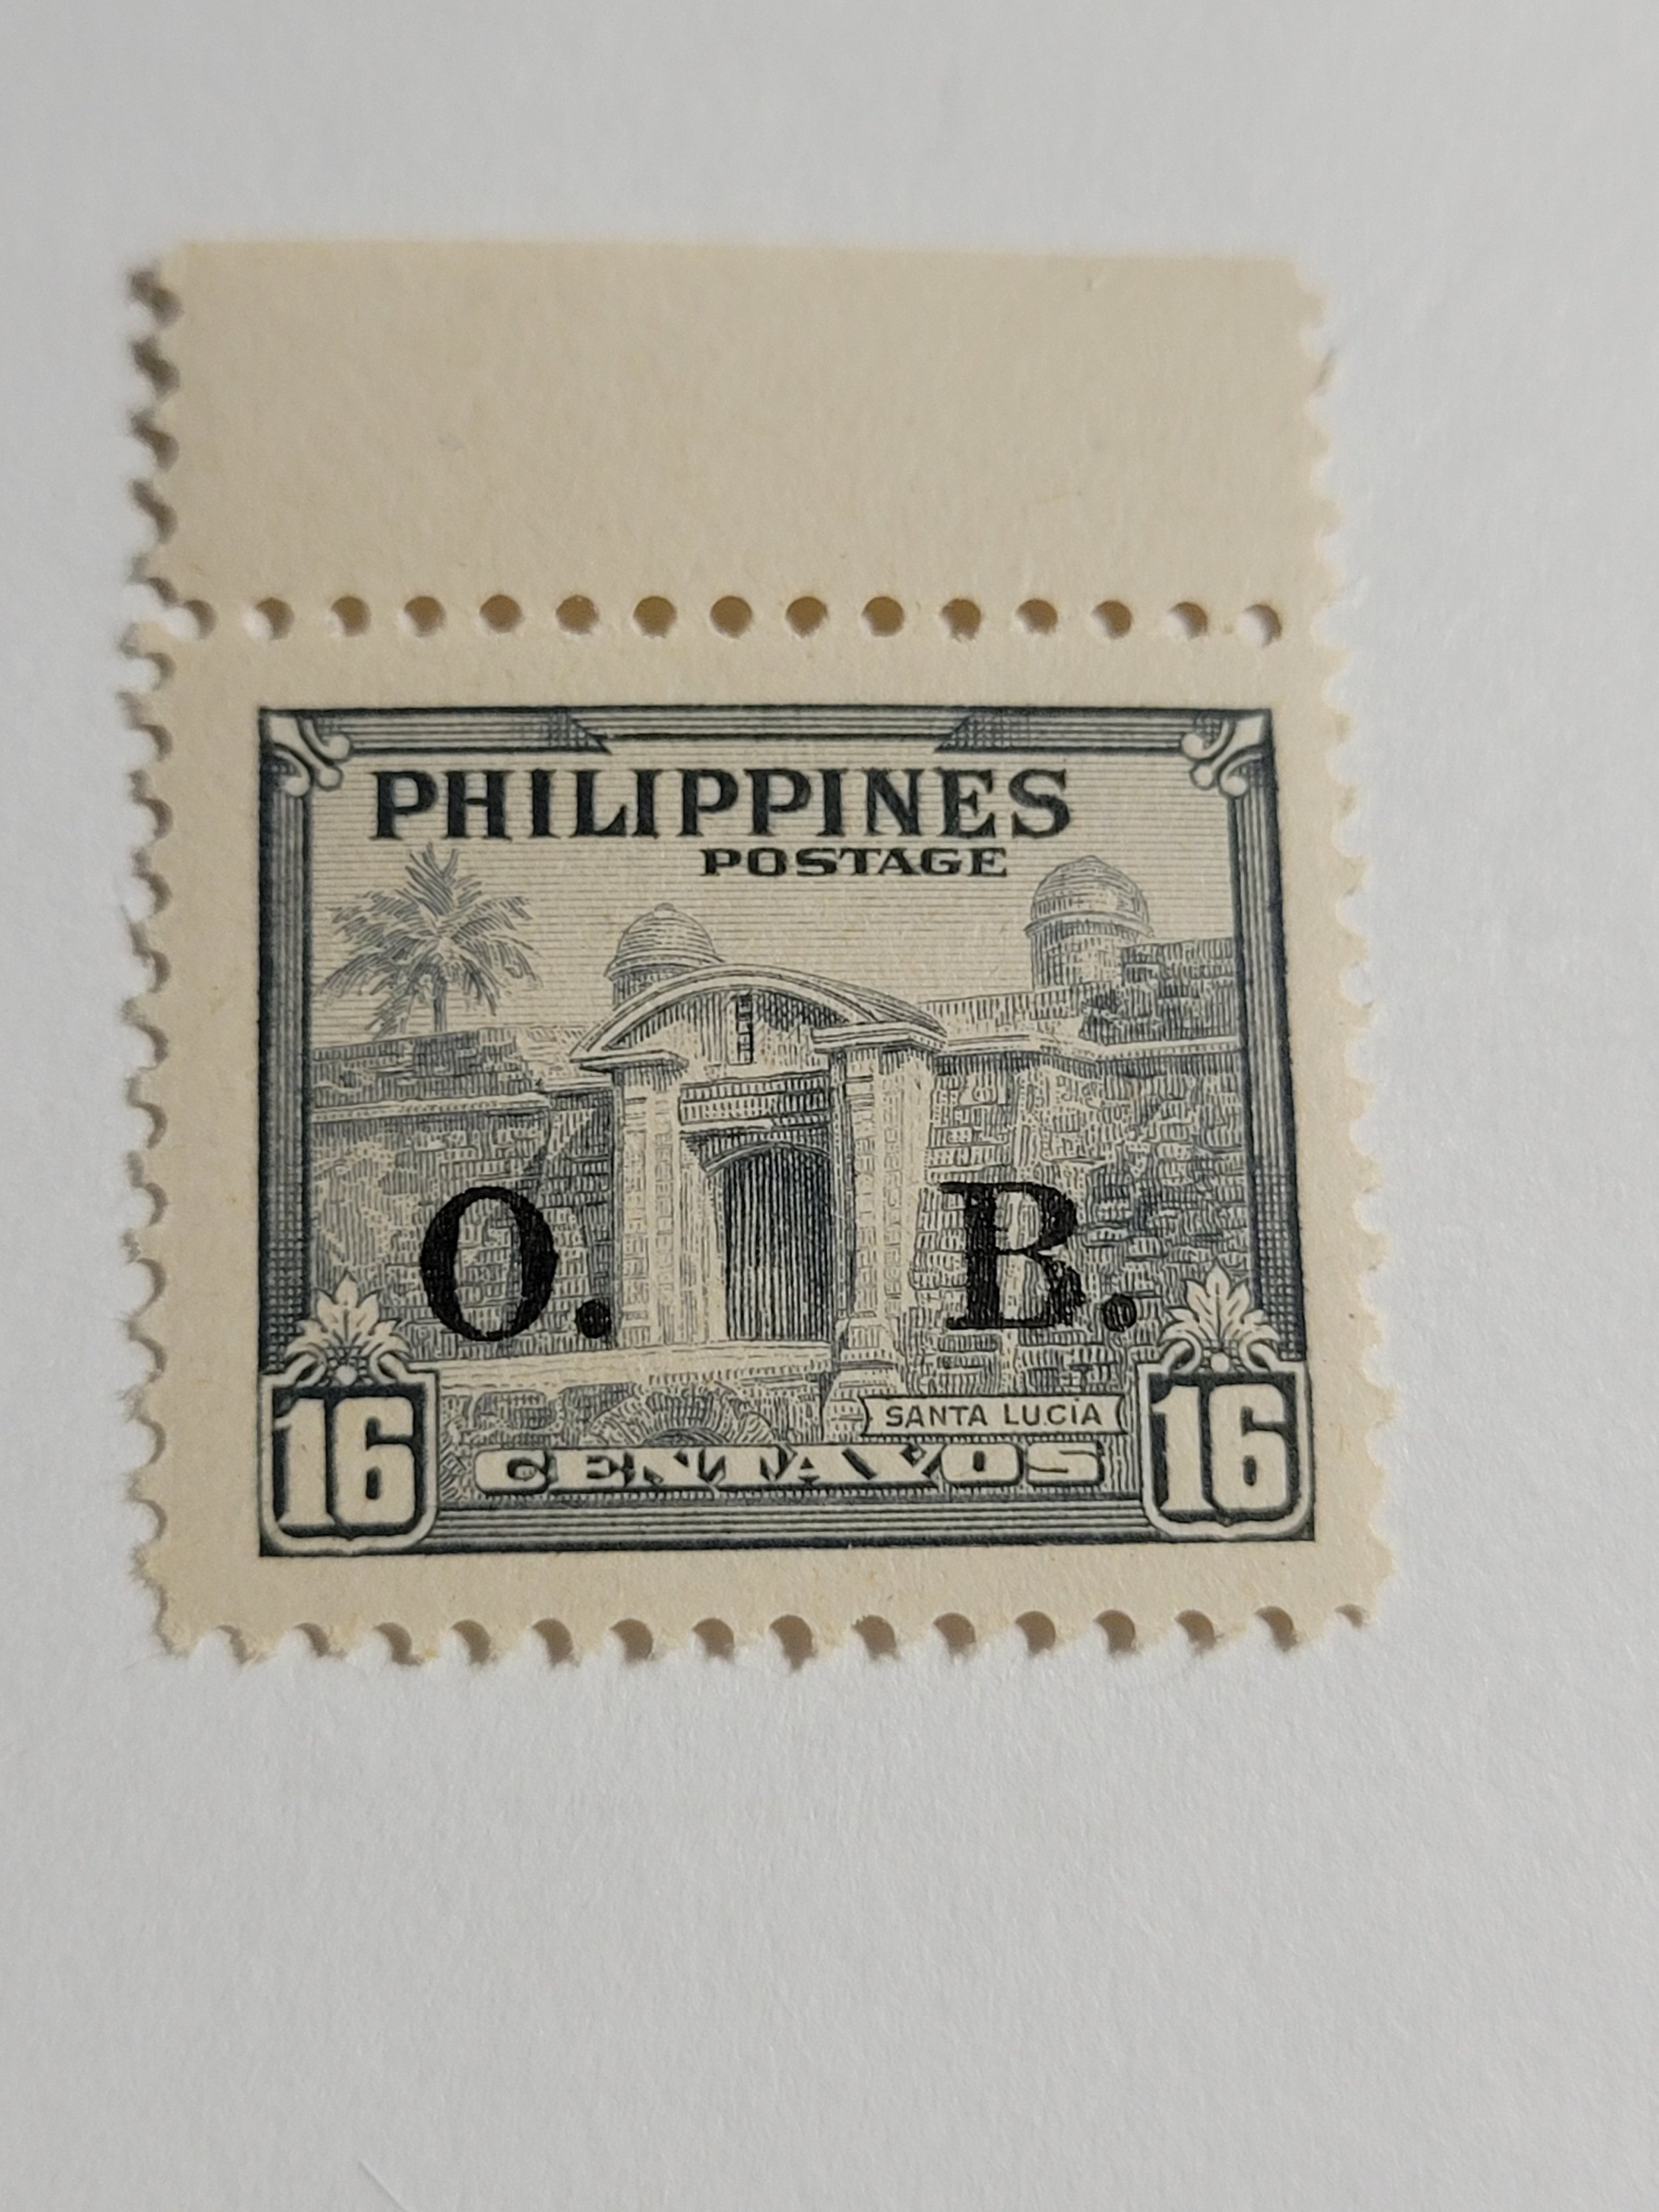 PHILIPPINES
POSTAGE
O. B.
SANTA LUCIA
16 CENTAVOS 16